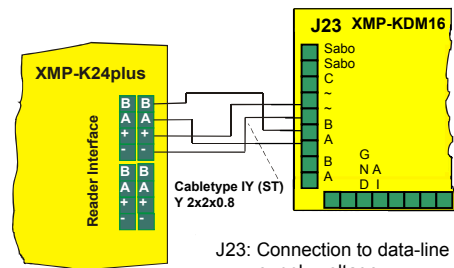 J23 XMP-KDM16
Sabo
Sabo
C
~
~
B
A
B
A
G
N A
D I
XMP-K24plus
Reader Interface
B B
A A
+ +
- -
B B
A A
+ +
- -
Cabletype IY (ST)
Y 2x2x0.8
J23: Connection to data-line